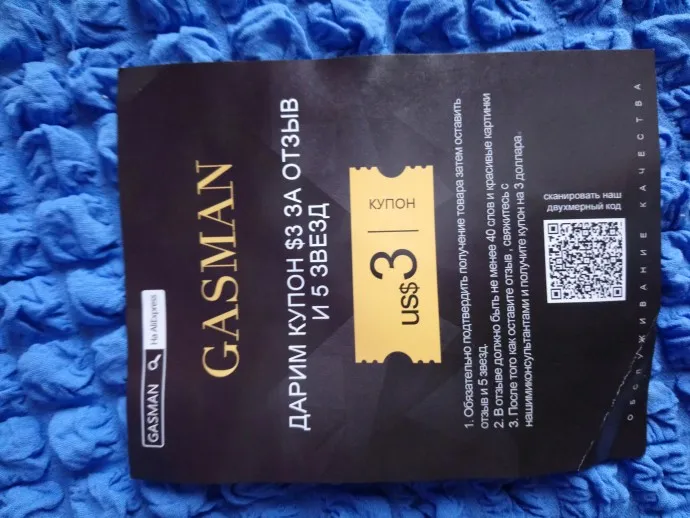 GASMAN На AliExpress
GASMAN
ДАРИМ КУПОН $3 ЗА ОТЗЫВ
И 5 ЗВЕЗД
КУПОН
US$3
1. Обязательно подтвердить получение товара затем оставить
отзыв и 5 звезд.
2. В отзыве должно быть не менее 40 слов и красивые картинки
3. После того как оставите отзыв , свяжитесь с
нашимиконсультантами и получите купон на 3 доллара
сканировать наш
двухмерный код
ОБСЛУЖИВАНИЕ КАЧЕСТВА